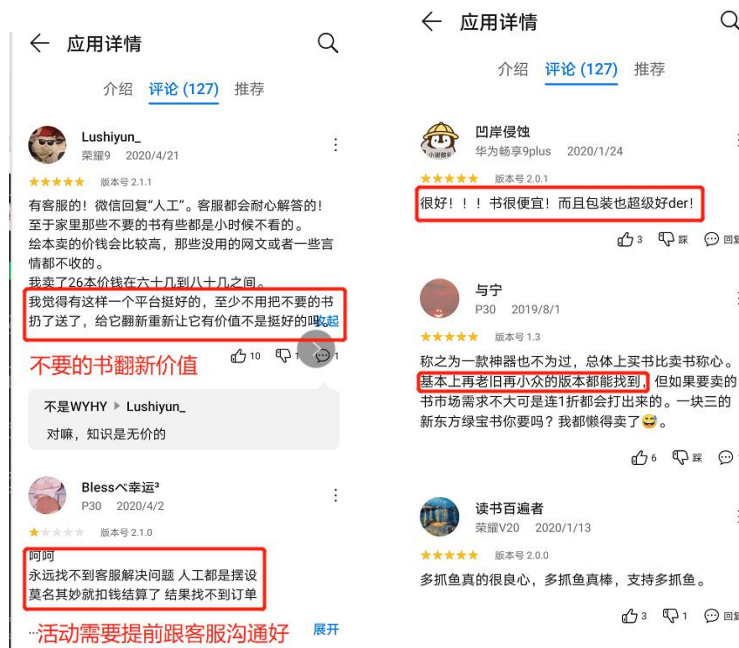 应用详情
介绍 评论 (127) 推荐
Lushiyun_
荣耀9 2020/4/21
版本号 2.1.1
有客服的！微信回复“人工”。客服都会耐心解答的！
至于家里那些不要的书有些都是小时候不看的。
绘本卖的价钱会比较高，那些没用的网文或者一些言
情都不收的。
我卖了26本价钱在六十几到八十几之间。
我觉得有这样一个平台挺好的，至少不用把不要的书
扔了送了，给它翻新重新让它有价值不是挺好的吗
收起
不要的书翻新价值
10 1 1
不是WYHY Lushiyun_
对嘛，知识是无价的
Blessべ幸运³
P30 2020/4/2
版本号 2.1.0
呵呵
永远找不到客服解决问题 人工都是摆设
莫名其妙就扣钱结算了 结果找不到订单
...活动需要提前跟客服沟通好 展开
应用详情
介绍 评论 (127) 推荐
凹岸侵蚀
华为畅享9plus 2020/1/24
版本号 2.0.1
很好！！！书很便宜！而且包装也超级好der！
3 踩 回复
与宁
P30 2019/8/1
版本号 1.3
称之为一款神器也不为过，总体上买书比卖书称心。
基本上再老旧再小众的版本都能找到，但如果要卖的
书市场需求不大可是连1折都会打出来的。一块三的
新东方绿宝书你要吗？我都懒得卖了😅。
6 踩
读书百遍者
荣耀V20 2020/1/13
版本号 2.0.0
多抓鱼真的很良心，多抓鱼真棒，支持多抓鱼。
3 1 回复